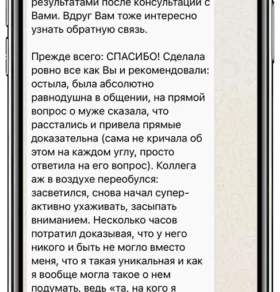 результатами после консультации с
Вами. Вдруг Вам тоже интересно
узнать обратную связь.
Прежде всего: СПАСИБО! Сделала
ровно все как Вы и рекомендовали:
остыла, была абсолютно
равнодушна в общении, на прямой
вопрос о муже сказала, что
расстались и привела прямые
доказательна (сама не кричала об
этом на каждом углу, просто
ответила на его вопрос). Коллега
аж в воздухе переобулся:
засветился, снова начал супер-
активно ухаживать, засыпать
вниманием. Несколько часов
потратил доказывая, что у него
никого и быть не могло вместо
меня, что я такая уникальная и как
я вообще могла такое о нем
подумать, ведь «та, на кого я